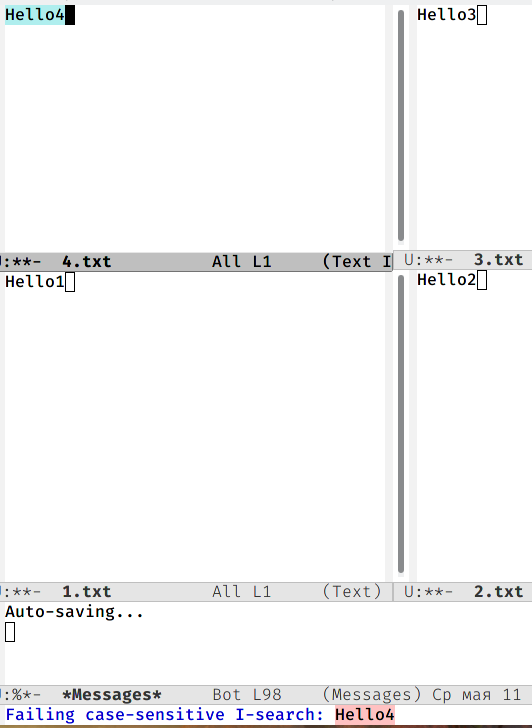 Hello4
Hello3
U:**- 4.txt All L1 (Text I
U:**- 3.txt
Hello1
Hello2
U:**- 1.txt All L1 (Text)
U:**- 2.txt
Auto-saving...
U:%*- *Messages* Bot L98 (Messages) Ср мая 11
Failing case-sensitive I-search: Hello4